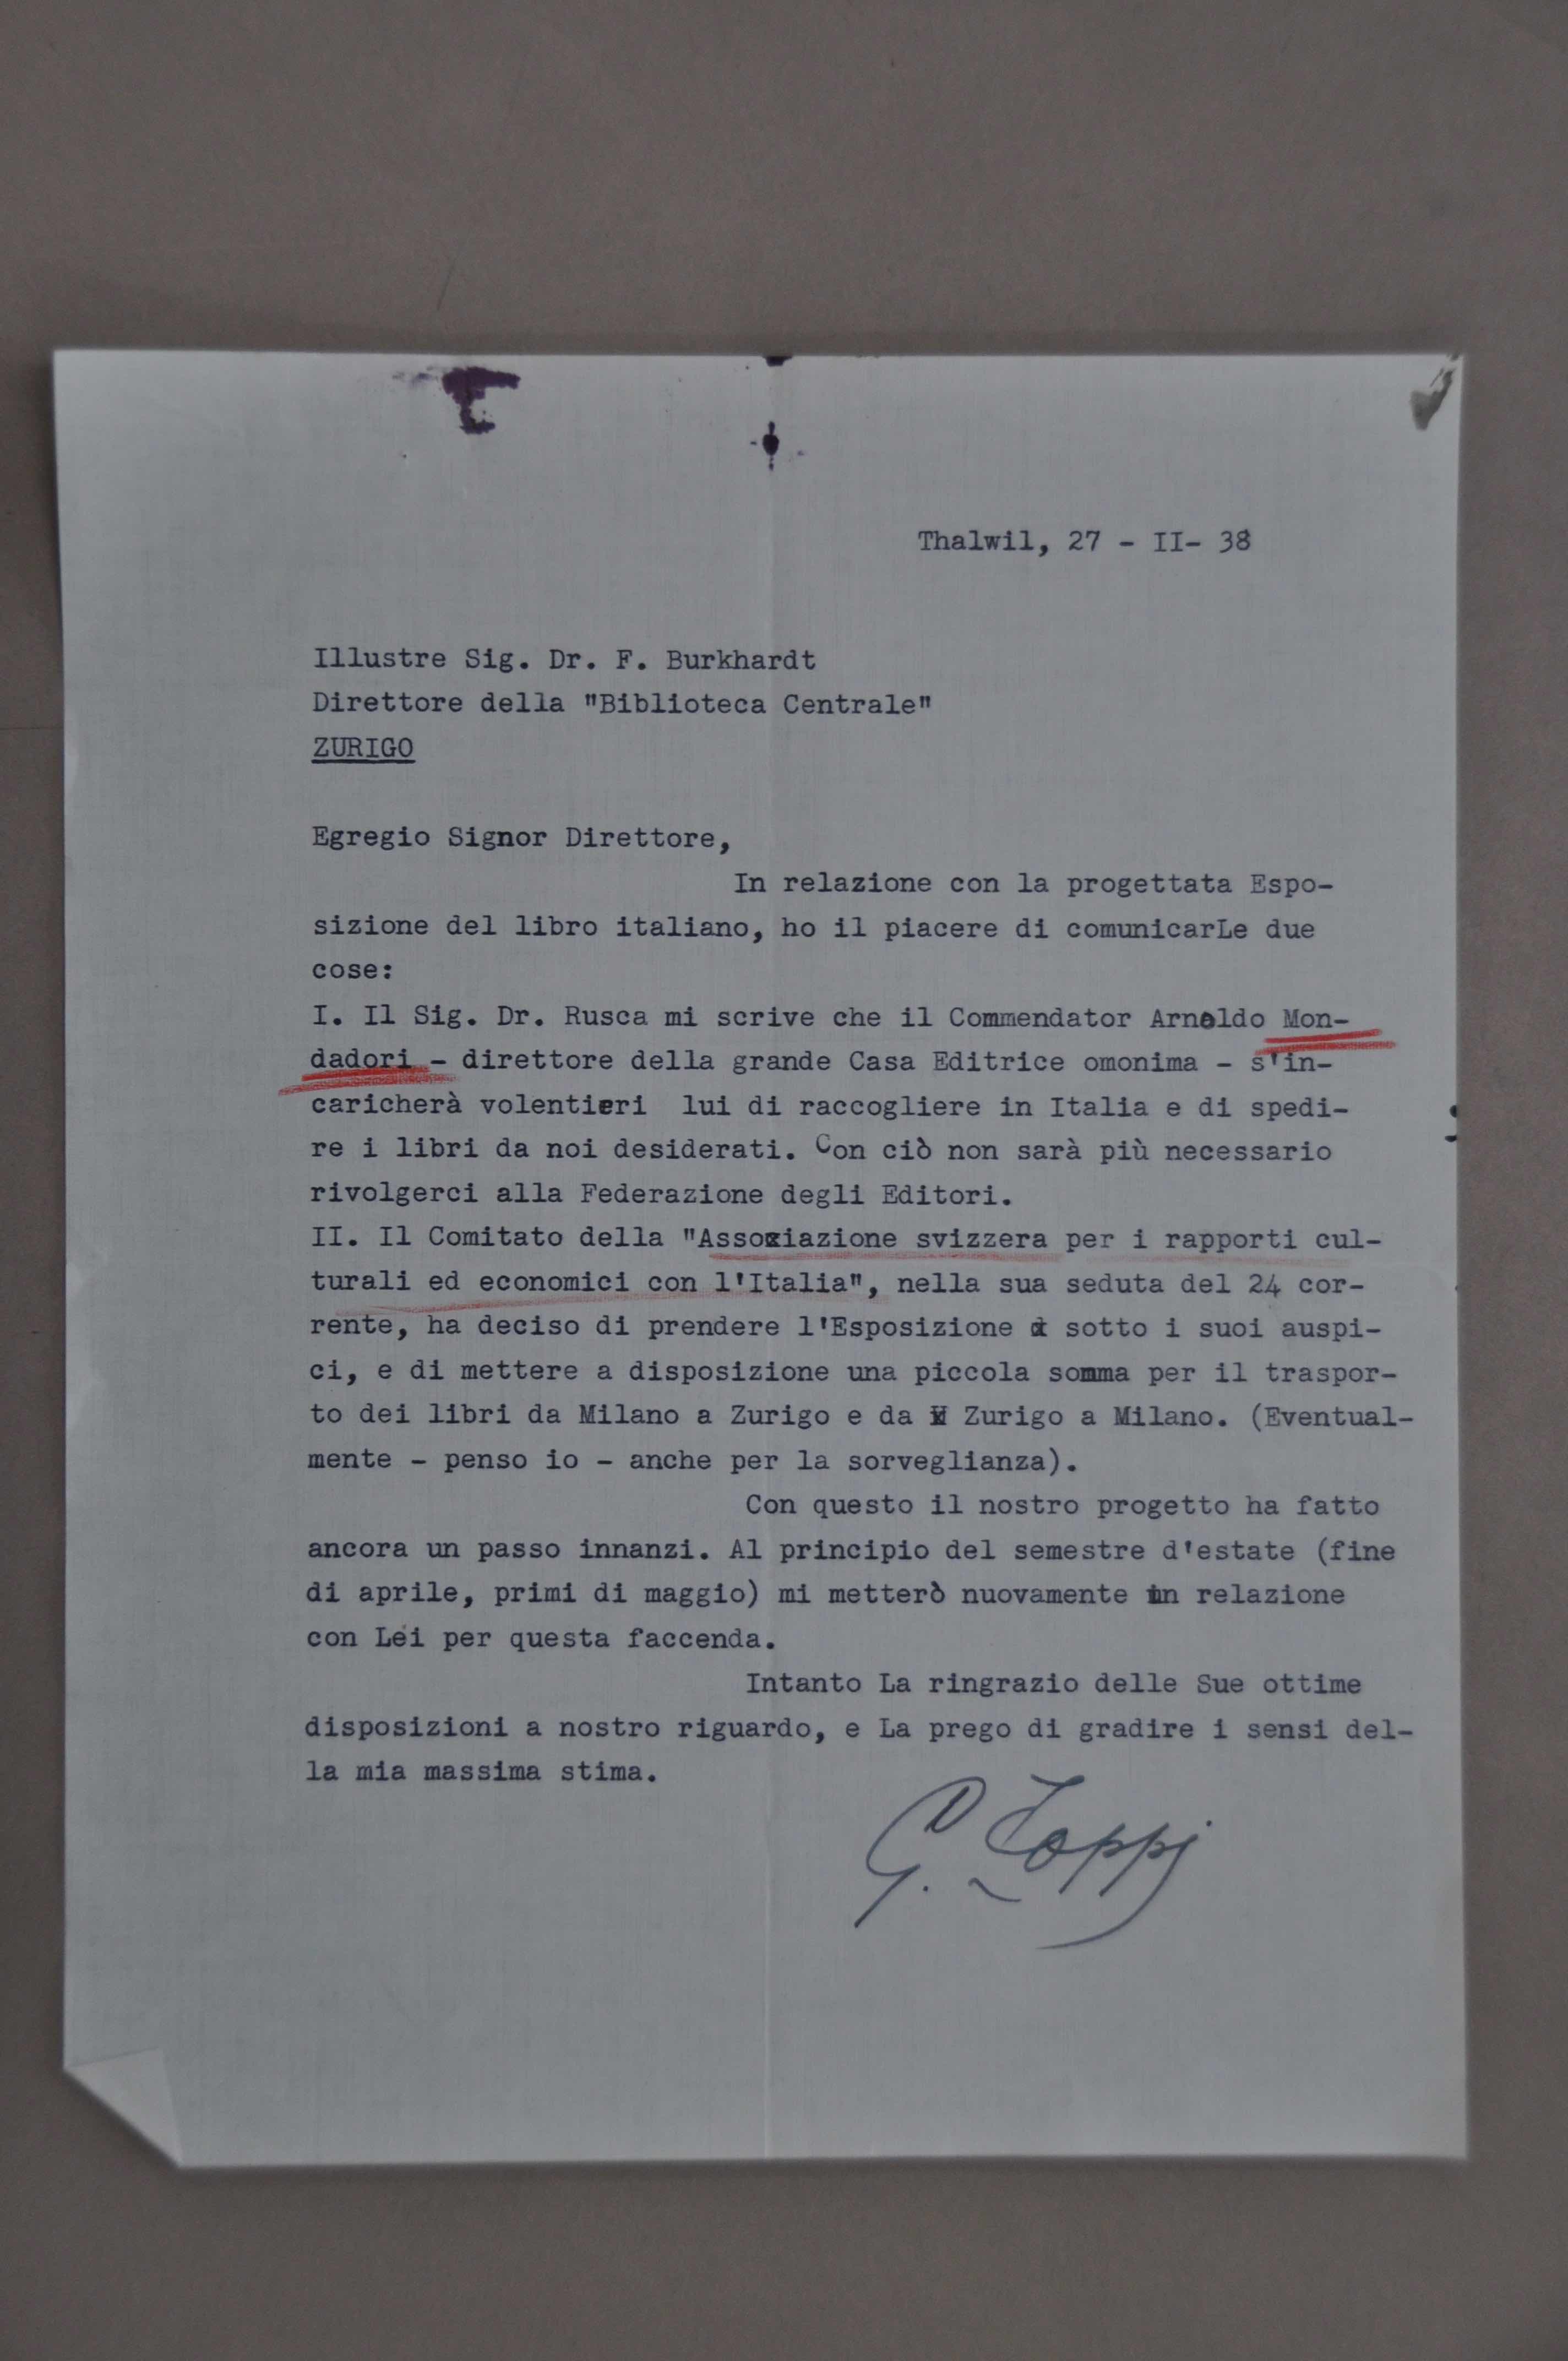 Thalwil, 27 - II- 38
Illustre Sig. Dr. F. Burkhardt
Direttore della "Biblioteca Centrale"
ZURIGO
Egregio Signor Direttore,
In relazione con la progettata Espo-
sizione del libro italiano, ho il piacere di comunicarLe due
cose:
I. Il Sig. Dr. Rusca mi scrive che il Commendator Arnoldo Mon-
dadori - direttore della grande Casa Editrice omonima - s'in-
caricherà volentieri lui di raccogliere in Italia e di spedi-
re i libri da noi desiderati. Con ciò non sarà più necessario
rivolgerci alla Federazione degli Editori.
II. Il Comitato della "Associazione svizzera per i rapporti cul-
turali ed economici con l'Italia", nella sua seduta del 24 cor-
rente, ha deciso di prendere l'Esposizione sotto i suoi auspi-
ci, e di mettere a disposizione una piccola somma per il traspor-
to dei libri da Milano a Zurigo e da Zurigo a Milano. (Eventual-
mente - penso io - anche per la sorveglianza).
Con questo il nostro progetto ha fatto
ancora un passo innanzi. Al principio del semestre d'estate (fine
di aprile, primi di maggio) mi metterò nuovamente in relazione
con Lei per questa faccenda.
Intanto La ringrazio delle Sue ottime
disposizioni a nostro riguardo, e La prego di gradire i sensi del-
la mia massima stima.
G. Zoppi